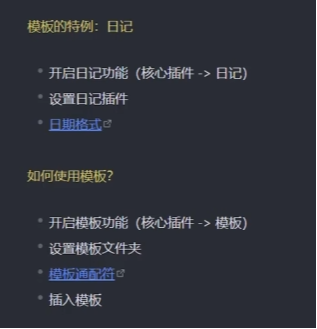 模板的特例：日记
开启日记功能（核心插件 -> 日记）
设置日记插件
日期格式
如何使用模板？
开启模板功能（核心插件 -> 模板）
设置模板文件夹
模板通配符
插入模板